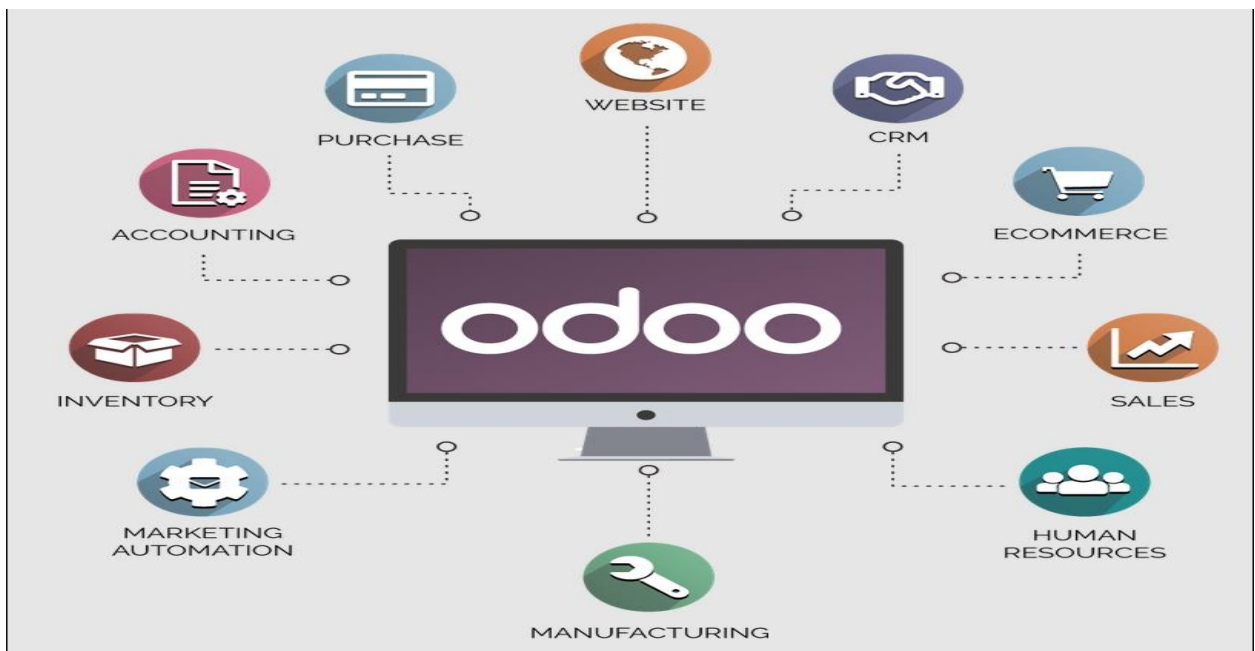 WEBSITE
CRM
PURCHASE
ACCOUNTING
ECOMMERCE
odoo
INVENTORY
SALES
MARKETING
AUTOMATION
HUMAN
RESOURCES
MANUFACTURING